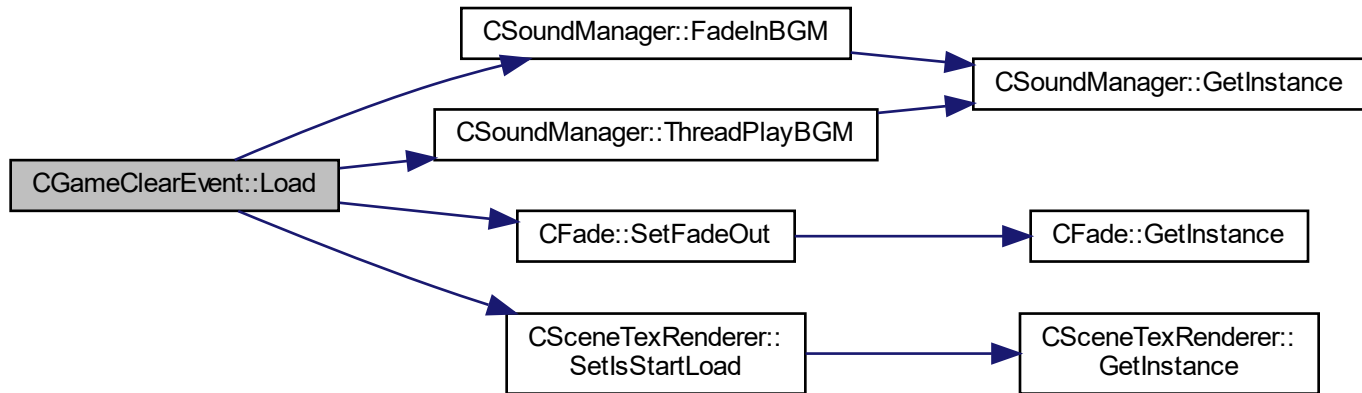 CGameClearEvent::Load
CSoundManager::FadeInBGM
CSoundManager::ThreadPlayBGM
CSoundManager::GetInstance
CFade::SetFadeOut
CFade::GetInstance
CSceneTexRenderer::
SetIsStartLoad
CSceneTexRenderer::
GetInstance